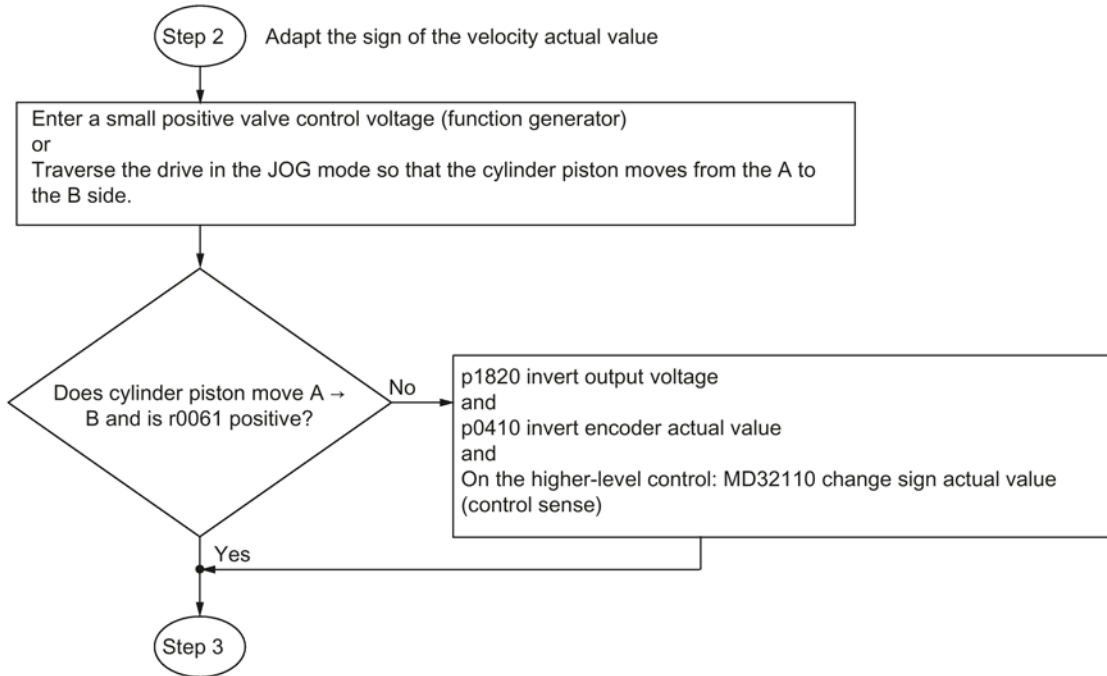 Step 2
Adapt the sign of the velocity actual value
Enter a small positive valve control voltage (function generator)
or
Traverse the drive in the JOG mode so that the cylinder piston moves from the A to
the B side.
Does cylinder piston move A →
B and is r0061 positive?
No
p1820 invert output voltage
and
p0410 invert encoder actual value
and
On the higher-level control: MD32110 change sign actual value
(control sense)
Yes
Step 3